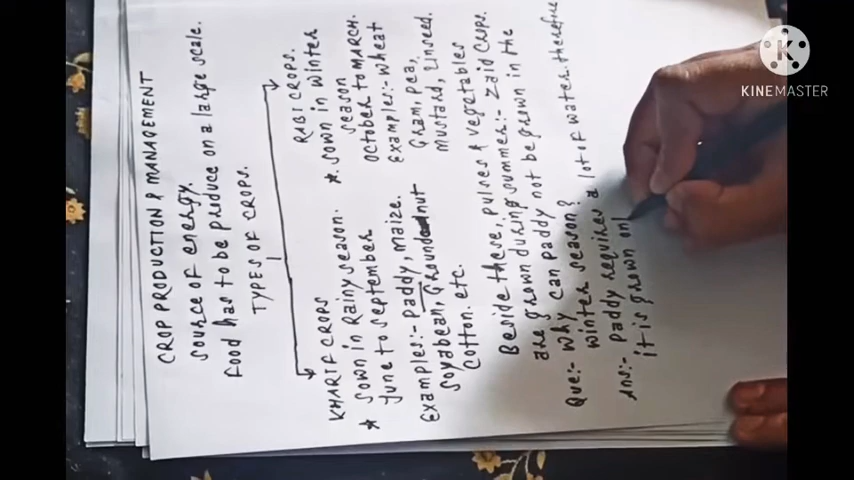 CROP PRODUCTION & MANAGEMENT
source of energy.
Food has to be produce on a large scale.
TYPES OF CROPS.
KHARIF CROPS
* Sown in Rainy season.
June to september
Examples:- Paddy, maize.
Soyabean, Groundnut
Cotton. etc.
RABI CROPS.
* Sown in winter
season
October to MARCH.
Examples:- wheat
Gram, pea,
mustard, Linseed.
Beside these, pulses & vegetables
are grown during summer:- Zaid Crops.
Que:- Why can paddy not be grown in the
winter season?
Ans:- Paddy requires a lot of water. therefore
it is grown onl
KINEMASTER